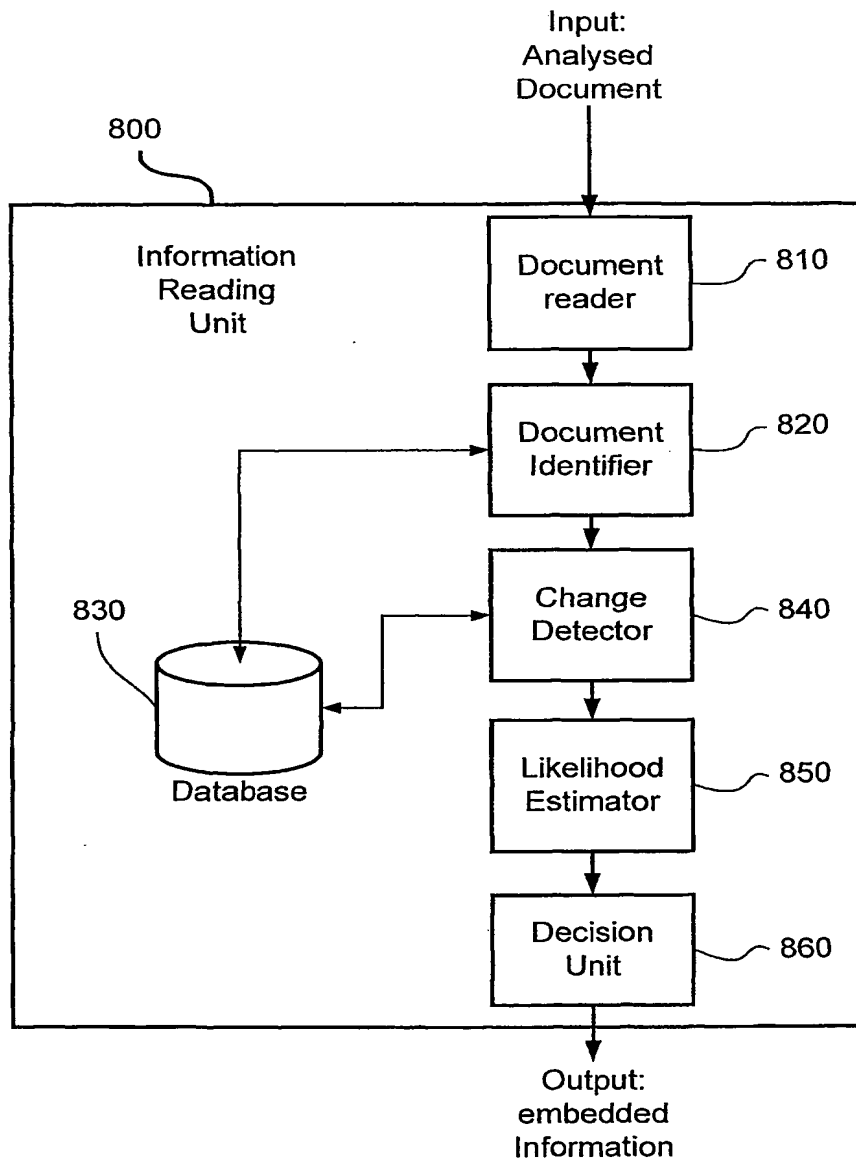 Input:
Analysed
Document
800
Information
Reading
Unit
Document
reader
810
Document
Identifier
820
Change
Detector
840
830
Database
Likelihood
Estimator
850
Decision
Unit
860
Output:
embedded
Information